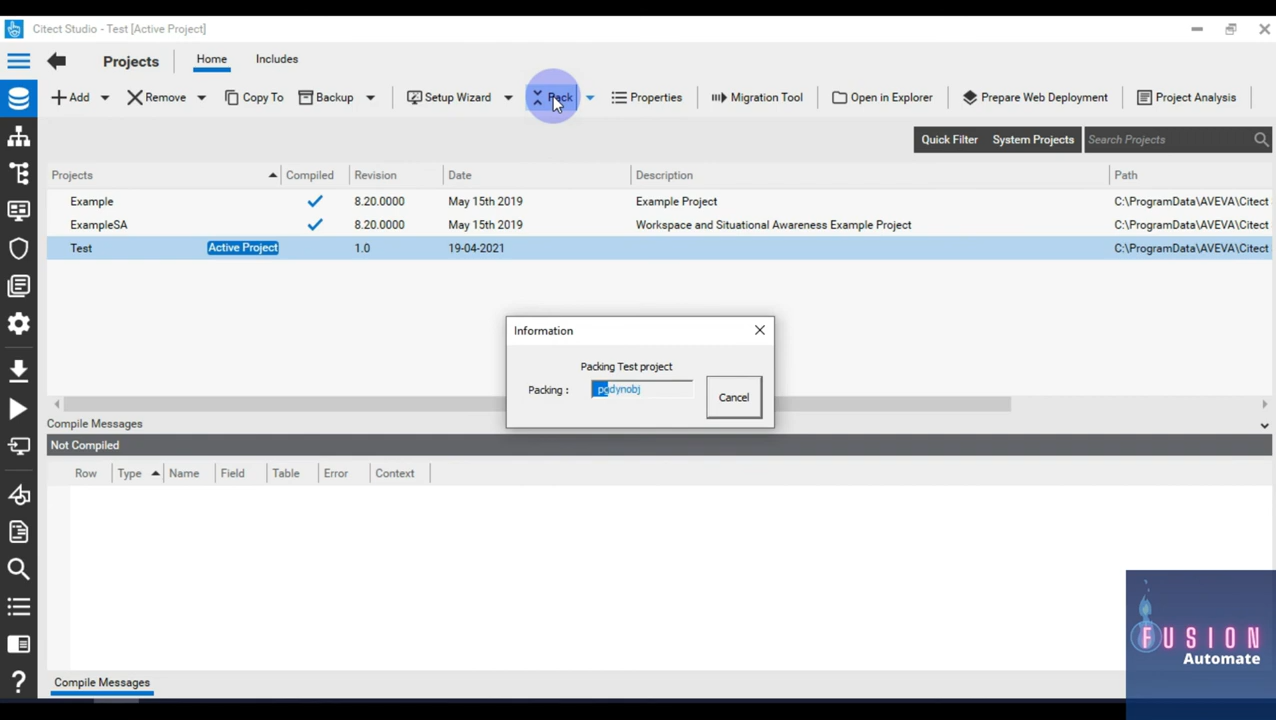 Citect Studio - Test [Active Project]
Projects
Home
Includes
Add
Remove
Copy To
Backup
Setup Wizard
Pack
Properties
Migration Tool
Open in Explorer
Prepare Web Deployment
Project Analysis
Quick Filter
System Projects
Search Projects
Projects Compiled Revision Date Description Path
Example 8.20.0000 May 15th 2019 Example Project C:\ProgramData\AVEVA\Citect
ExampleSA 8.20.0000 May 15th 2019 Workspace and Situational Awareness Example Project C:\ProgramData\AVEVA\Citect
Test Active Project 1.0 19-04-2021 C:\ProgramData\AVEVA\Citect
Information
Packing Test project
Packing : pgdynobj
Cancel
Compile Messages
Not Compiled
Row Type Name Field Table Error Context
Compile Messages
FUSION
Automate